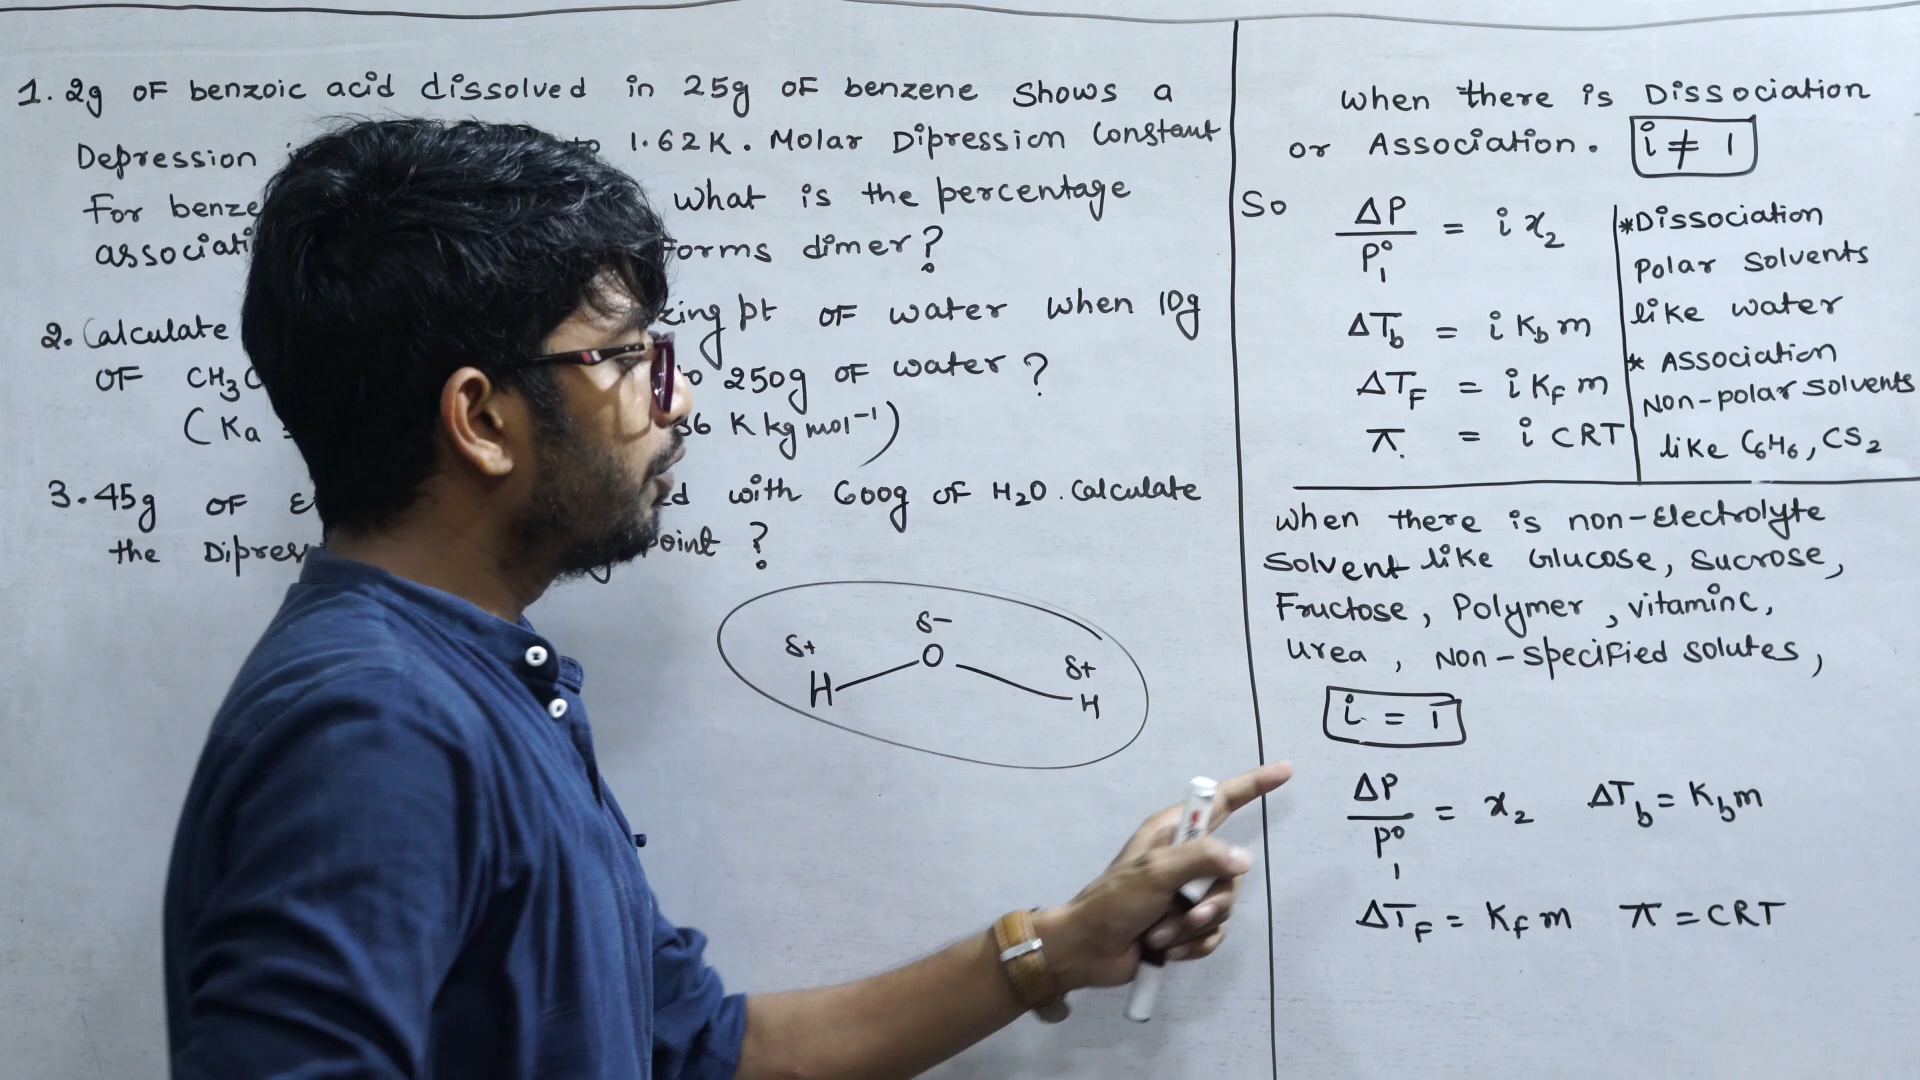 1. 2g of benzoic acid dissolved in 25g of benzene shows a
Depression to 1.62K. Molar Dipression Constant
For benze what is the percentage
associati forms dimer?
2. Calculate zing pt of water when 10g
of CH3C 250g of water?
(Ka K kg mol⁻¹)
3. 45g of E with 600g of H2O. Calculate
the Dipress point ?
δ-
δ+ O δ+
H H
when there is Dissociation
or Association. i ≠ 1
So ΔP/P₁° = i x₂
ΔTb = i Kb m
ΔTF = i KF m
π = i CRT
*Dissociation
polar solvents
like water
* Association
Non-polar solvents
like C6H6, CS2
when there is non-Electrolyte
Solvent like Glucose, Sucrose,
Fructose, Polymer, vitaminc,
Urea, Non-specified solutes,
i = 1
ΔP/P₁° = x₂ ΔTb = Kb m
ΔTF = Kf m π = CRT